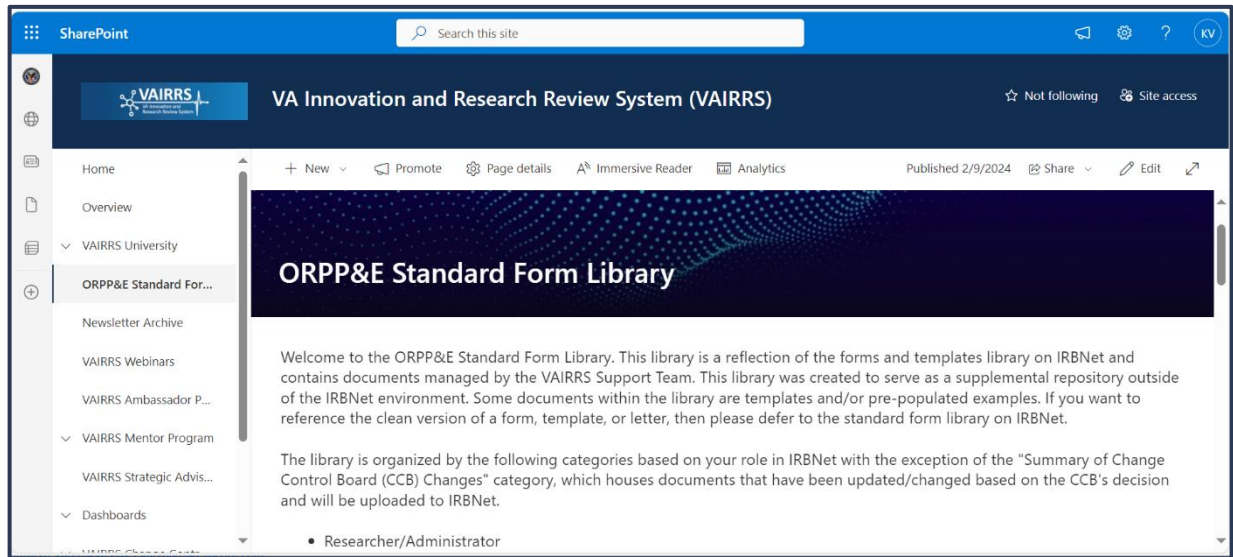 SharePoint
Search this site
KV
VAIRRS
VA Innovation and
Research Review System
VA Innovation and Research Review System (VAIRRS)
Not following
Site access
Home
Overview
VAIRRS University
ORPP&E Standard For...
Newsletter Archive
VAIRRS Webinars
VAIRRS Ambassador P...
VAIRRS Mentor Program
VAIRRS Strategic Advis...
Dashboards
VAIRRS Change Contr
+ New
Promote
Page details
Immersive Reader
Analytics
Published 2/9/2024
Share
Edit
ORPP&E Standard Form Library
Welcome to the ORPP&E Standard Form Library. This library is a reflection of the forms and templates library on IRBNet and
contains documents managed by the VAIRRS Support Team. This library was created to serve as a supplemental repository outside
of the IRBNet environment. Some documents within the library are templates and/or pre-populated examples. If you want to
reference the clean version of a form, template, or letter, then please defer to the standard form library on IRBNet.
The library is organized by the following categories based on your role in IRBNet with the exception of the "Summary of Change
Control Board (CCB) Changes" category, which houses documents that have been updated/changed based on the CCB's decision
and will be uploaded to IRBNet.
• Researcher/Administrator